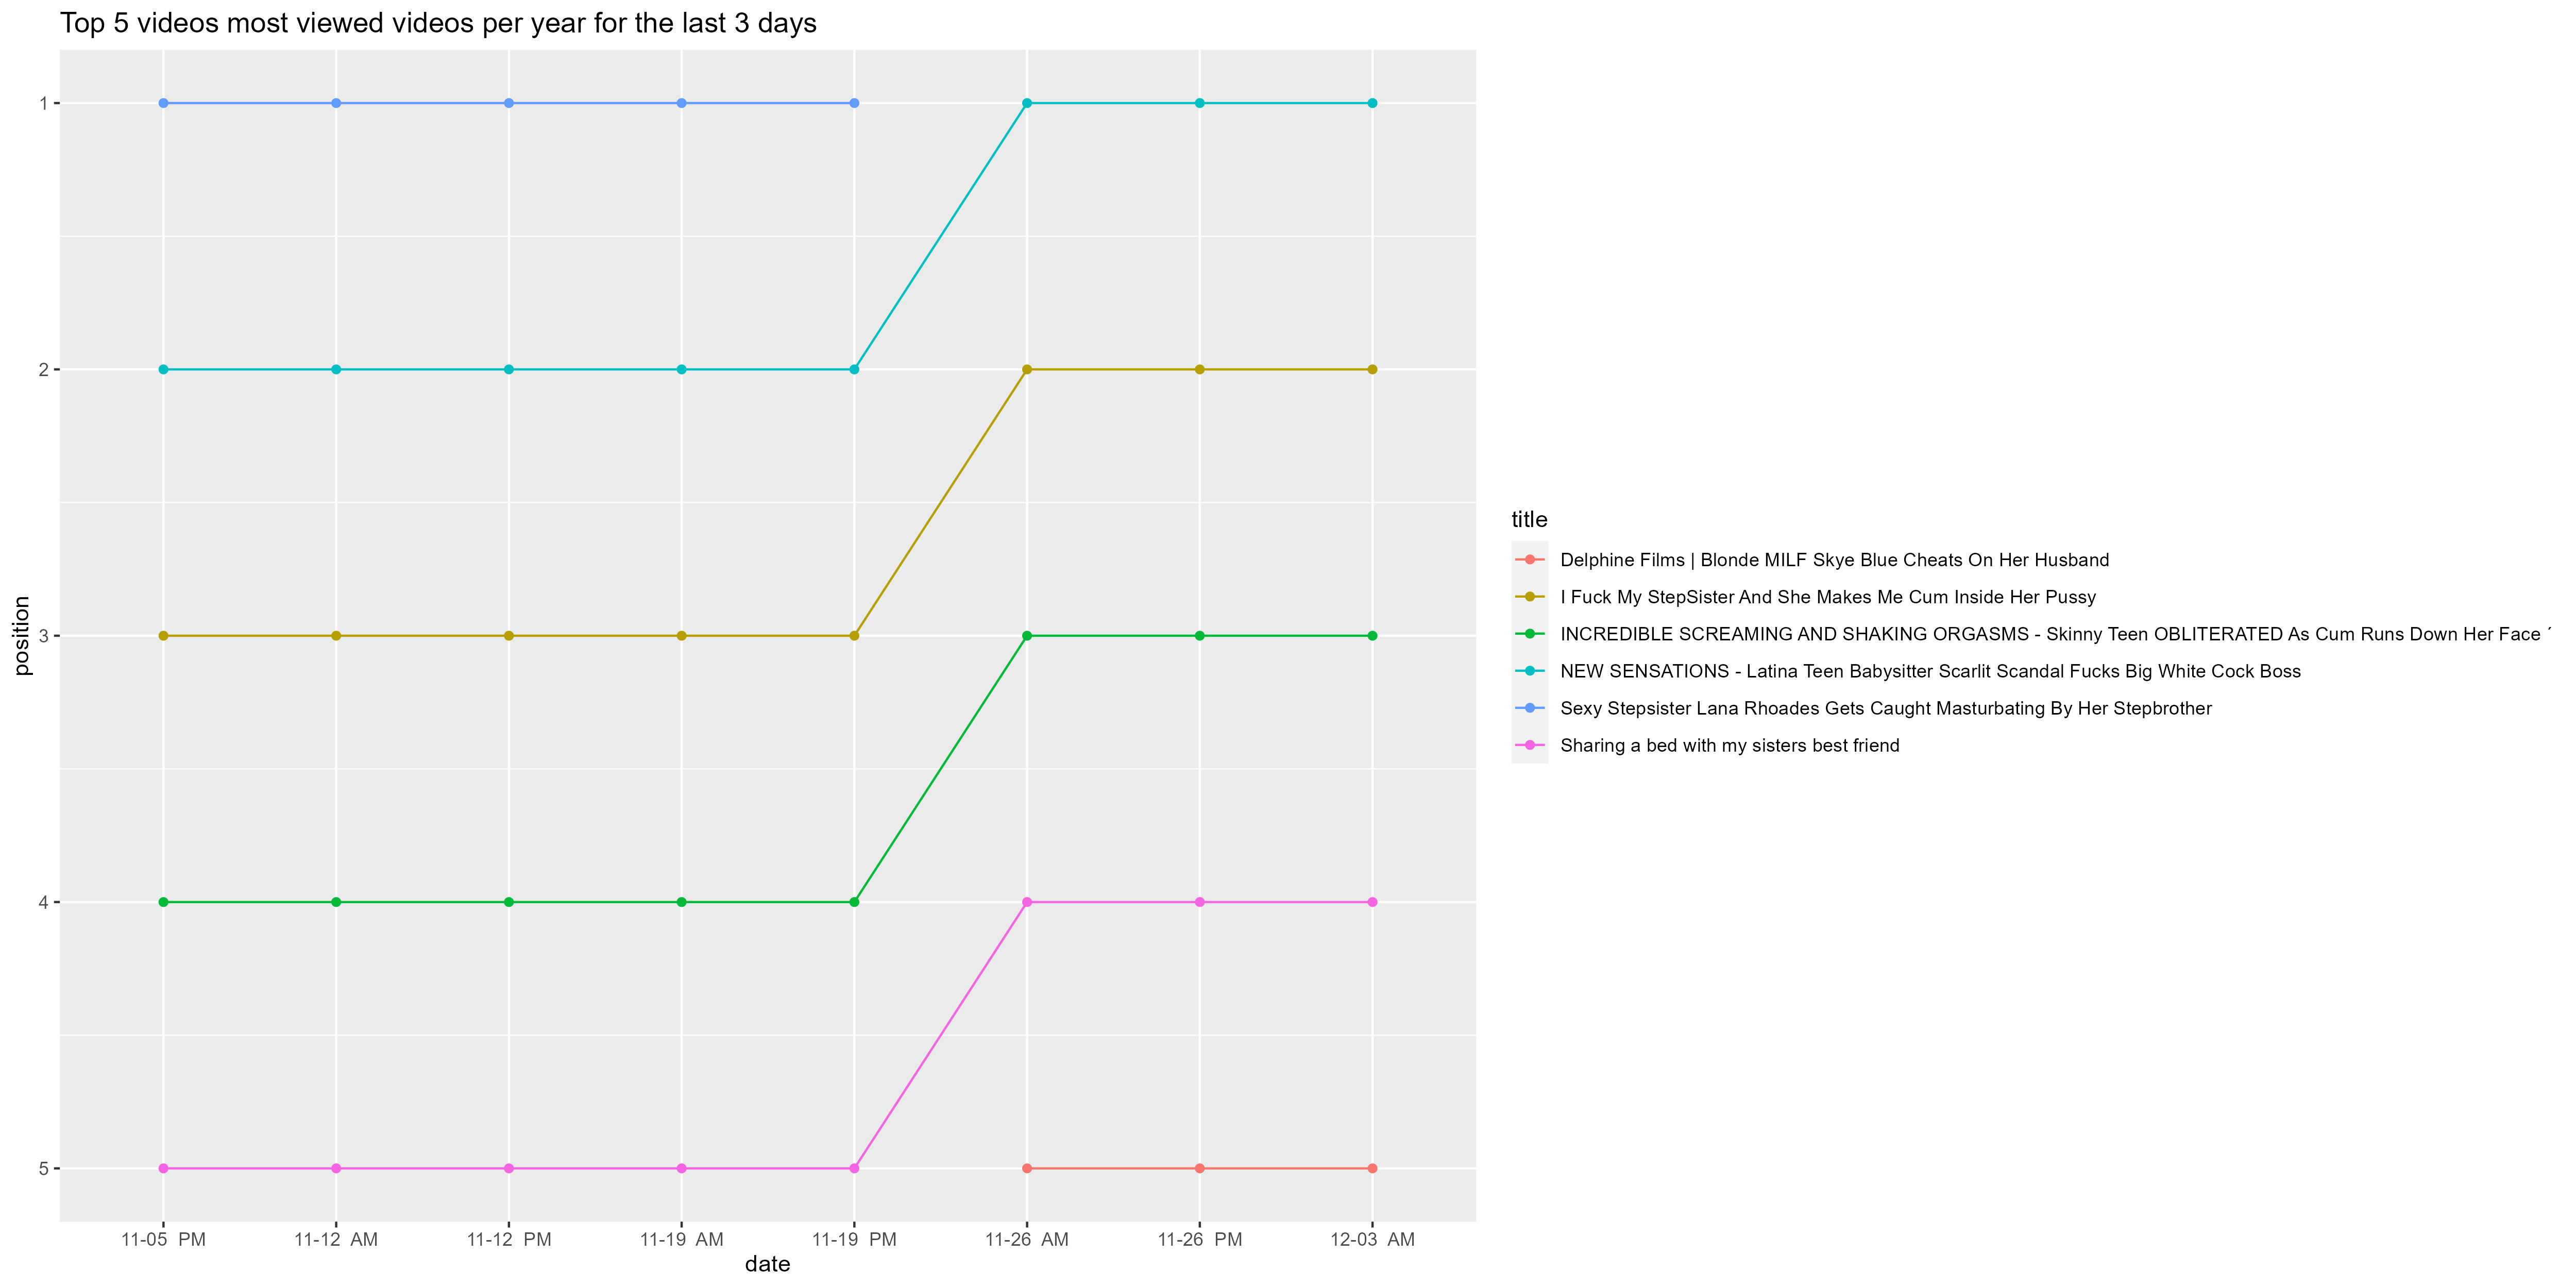 Top 5 videos most viewed videos per year for the last 3 days
position
1
2
3
4
5
11-05 PM
11-12 AM
11-12 PM
11-19 AM
11-19 PM
11-26 AM
11-26 PM
12-03 AM
date
title
Delphine Films | Blonde MILF Skye Blue Cheats On Her Husband
I Fuck My StepSister And She Makes Me Cum Inside Her Pussy
INCREDIBLE SCREAMING AND SHAKING ORGASMS - Skinny Teen OBLITERATED As Cum Runs Down Her Face ´
NEW SENSATIONS - Latina Teen Babysitter Scarlit Scandal Fucks Big White Cock Boss
Sexy Stepsister Lana Rhoades Gets Caught Masturbating By Her Stepbrother
Sharing a bed with my sisters best friend